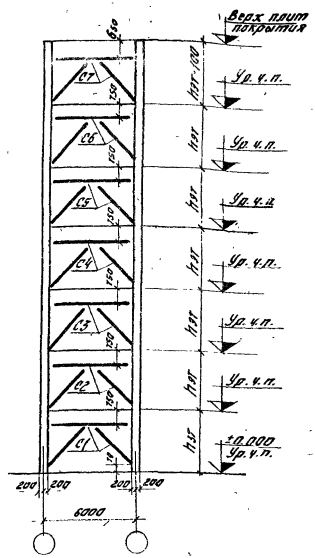 Верх плит
покрытия
650
hэт-100
С7
Ур. ч.п.
750
hэт
С6
Ур. ч.п.
750
hэт
С5
Ур. ч.п
750
hэт
С4
Ур. ч.п.
750
hэт
С3
Ур. ч.п.
750
hэт
С2
Ур. ч.п.
750
hэт
С1
±0.000
Ур. ч.п.
200 200 200 200
6000